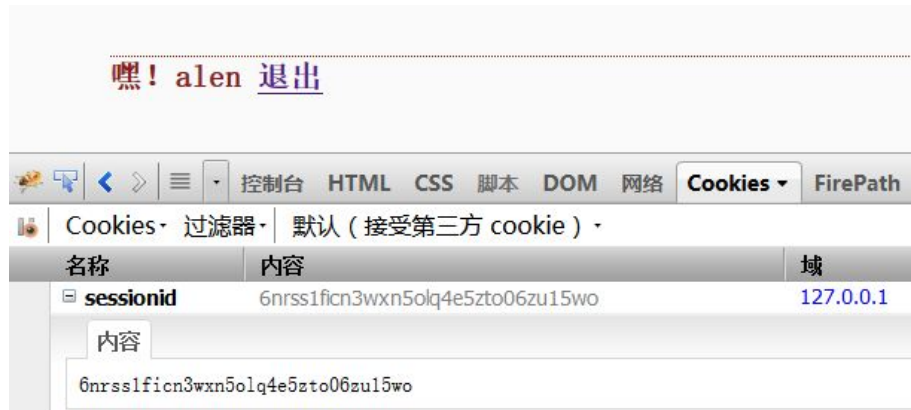 嘿! alen 退出
控制台 HTML CSS 脚本 DOM 网络 Cookies FirePath
Cookies 过滤器 默认 ( 接受第三方 cookie )
名称 内容 域
sessionid 6nrss1ficn3wxn5olq4e5zto06zu15wo 127.0.0.1
内容
6nrss1ficn3wxn5olq4e5zto06zu15wo